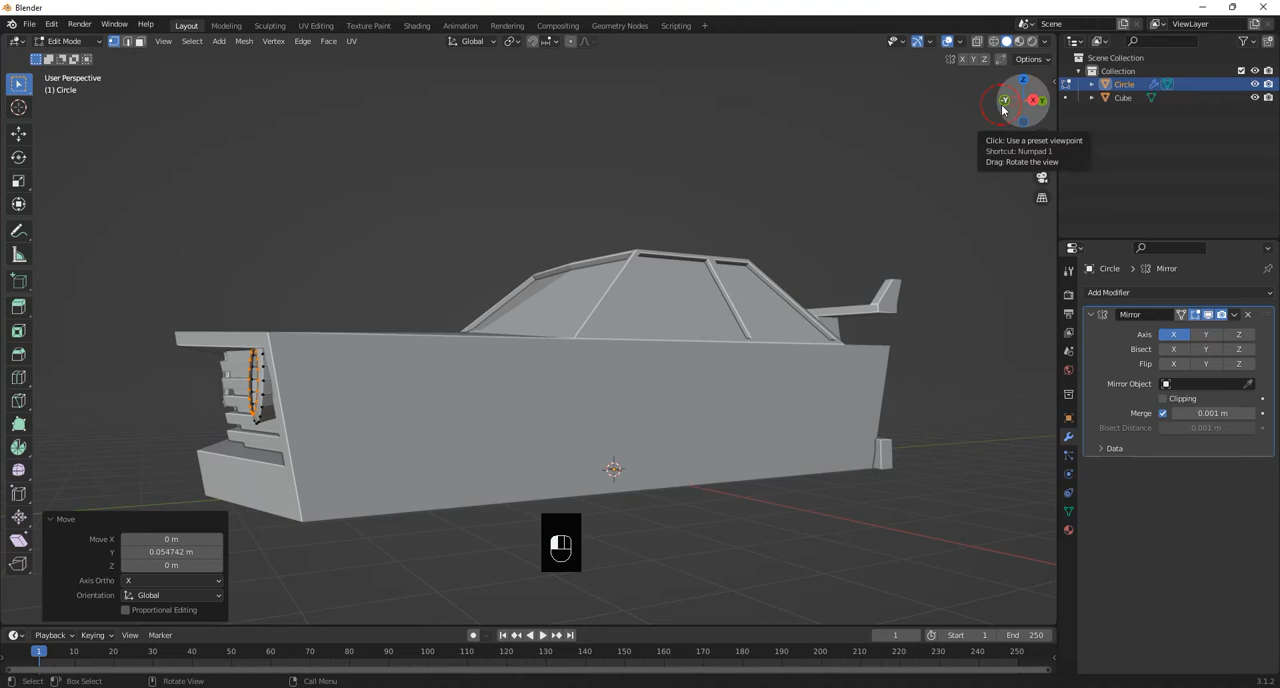 Blender
File Edit Render Window Help
Layout Modeling Sculpting UV Editing Texture Paint Shading Animation Rendering Compositing Geometry Nodes Scripting +
Scene
ViewLayer
Edit Mode View Select Add Mesh Vertex Edge Face UV
Global
X Y Z Options
User Perspective
(1) Circle
Z
-Y X Y
Click: Use a preset viewpoint
Shortcut: Numpad 1
Drag: Rotate the view
Scene Collection
Collection
Circle
Cube
Circle > Mirror
Add Modifier
Mirror
Axis X Y Z
Bisect X Y Z
Flip X Y Z
Mirror Object
Clipping
Merge 0.001 m
Bisect Distance 0.001 m
Data
Move
Move X 0 m
Y 0.054742 m
Z 0 m
Axis Ortho X
Orientation Global
Proportional Editing
Playback Keying View Marker
1 Start 1 End 250
1 10 20 30 40 50 60 70 80 90 100 110 120 130 140 150 160 170 180 190 200 210 220 230 240 250
Select Box Select Rotate View Call Menu 3.1.2